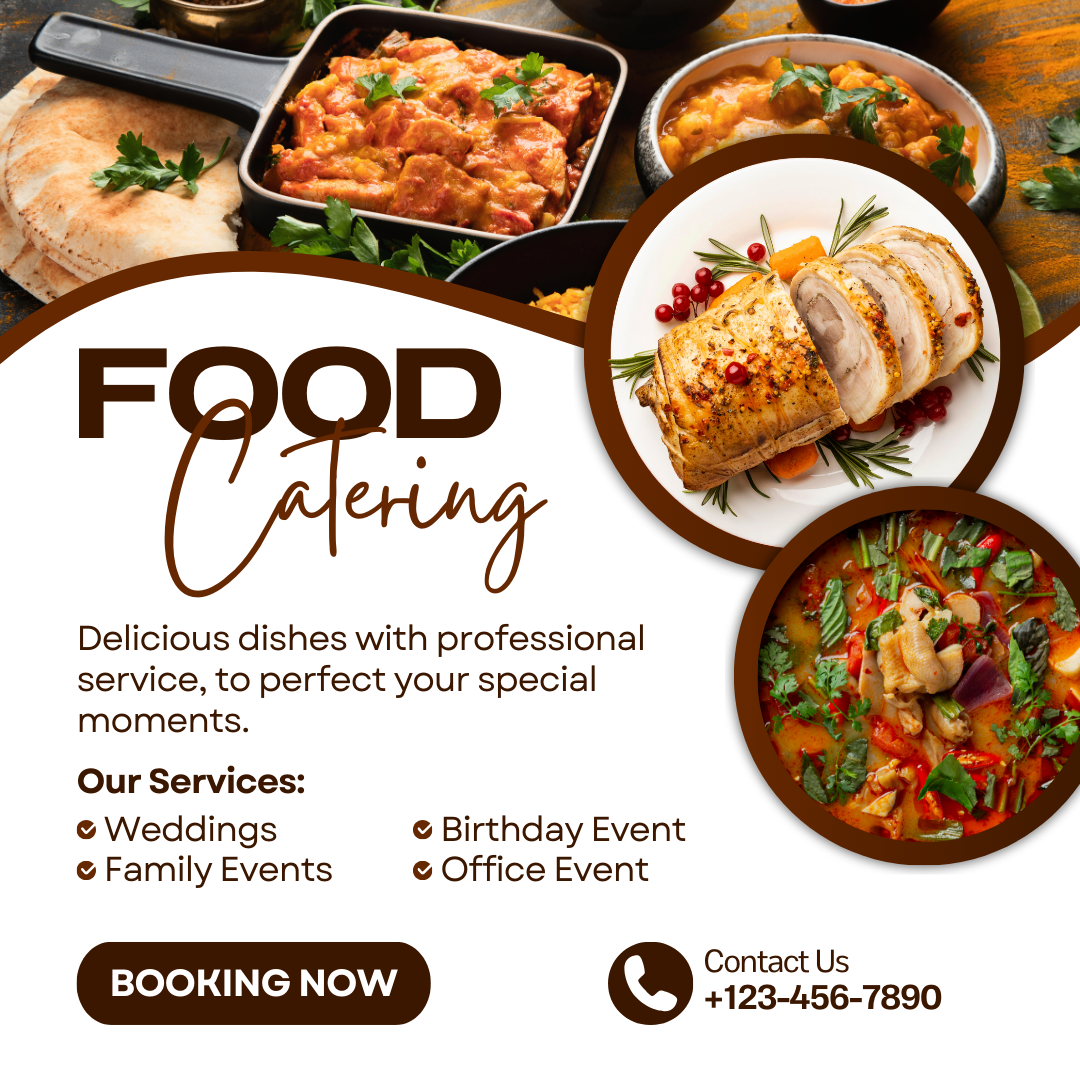 FOOD
Catering
Delicious dishes with professional
service, to perfect your special
moments.
Our Services:
Weddings
Birthday Event
Family Events
Office Event
BOOKING NOW
Contact Us
+123-456-7890